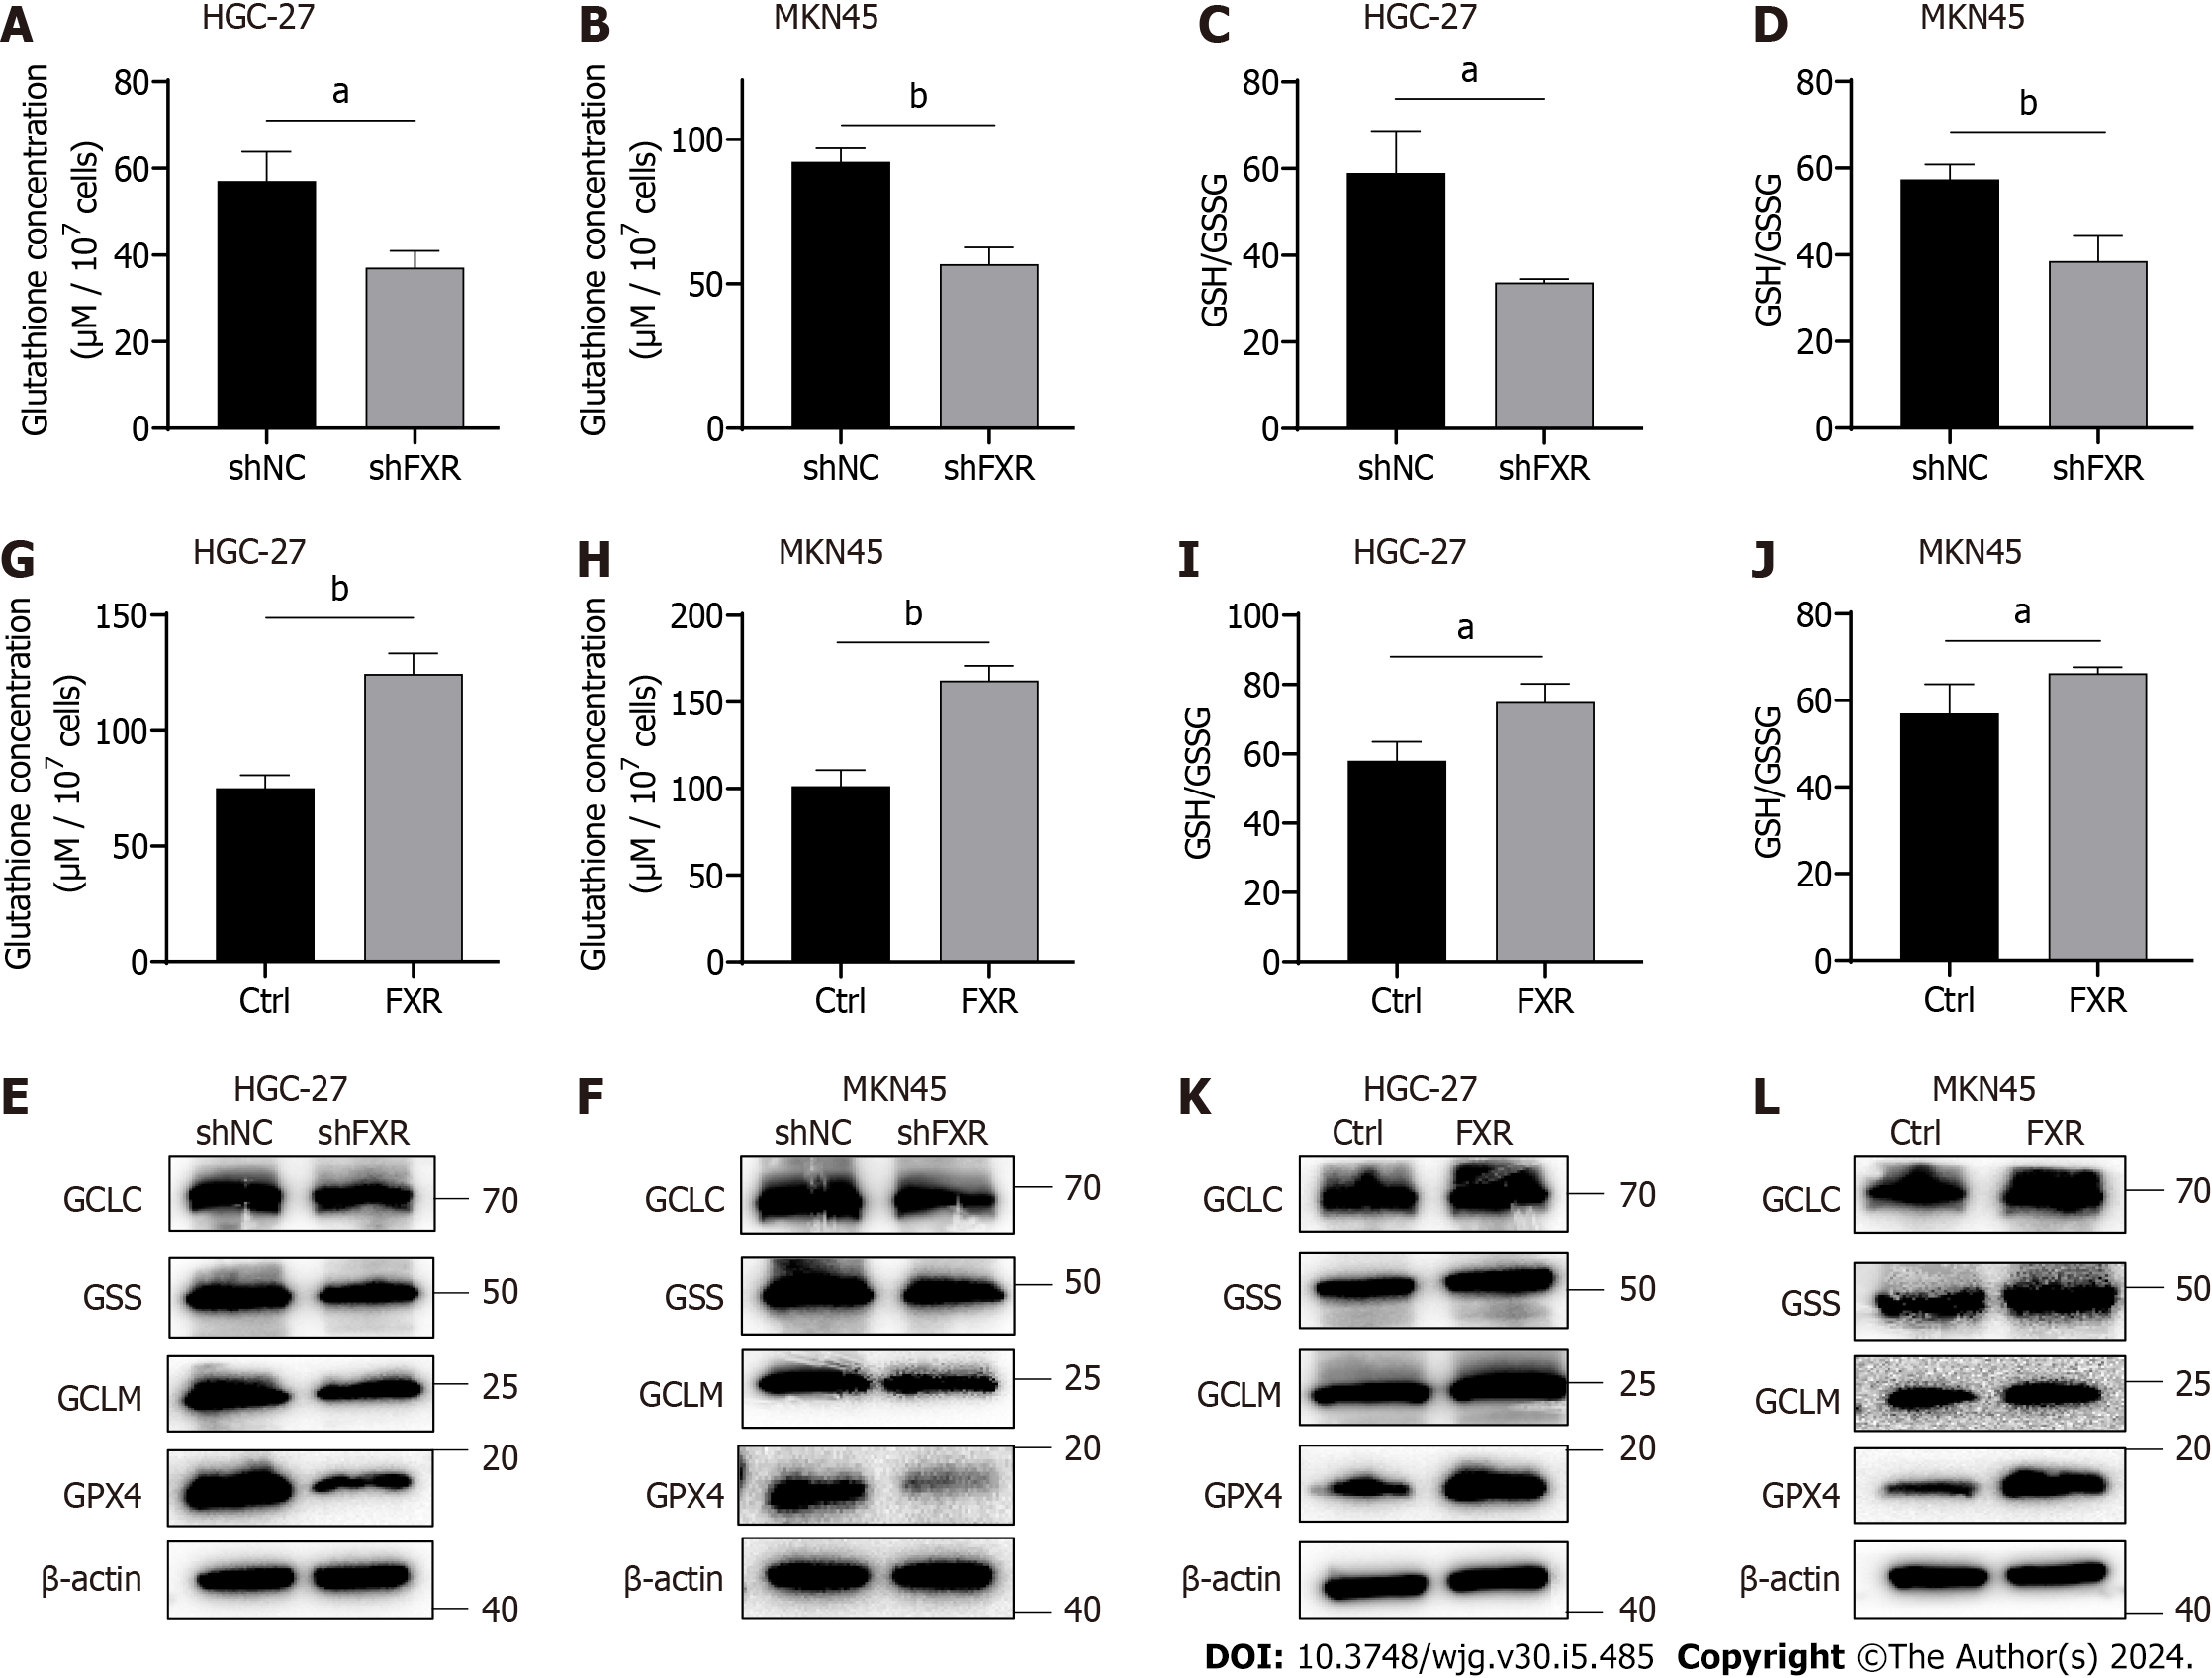 A
HGC-27
Glutathione concentration
(µM / 10⁷ cells)
80
60
40
20
0
a
shNC
shFXR
B
MKN45
Glutathione concentration
(µM / 10⁷ cells)
100
50
0
b
shNC
shFXR
C
HGC-27
GSH/GSSG
80
60
40
20
0
a
shNC
shFXR
D
MKN45
GSH/GSSG
80
60
40
20
0
b
shNC
shFXR
G
HGC-27
Glutathione concentration
(µM / 10⁷ cells)
150
100
50
0
b
Ctrl
FXR
H
MKN45
Glutathione concentration
(µM / 10⁷ cells)
200
150
100
50
0
b
Ctrl
FXR
I
HGC-27
GSH/GSSG
100
80
60
40
20
0
a
Ctrl
FXR
J
MKN45
GSH/GSSG
80
60
40
20
0
a
Ctrl
FXR
E
HGC-27
shNC shFXR
GCLC 70
GSS 50
GCLM 25
20
GPX4
β-actin
40
F
MKN45
shNC shFXR
GCLC 70
GSS 50
GCLM 25
20
GPX4
β-actin
40
K
HGC-27
Ctrl FXR
GCLC 70
GSS 50
GCLM 25
20
GPX4
β-actin
40
L
MKN45
Ctrl FXR
GCLC 70
GSS 50
GCLM 25
20
GPX4
β-actin
40
DOI: 10.3748/wjg.v30.i5.485 Copyright ©The Author(s) 2024.